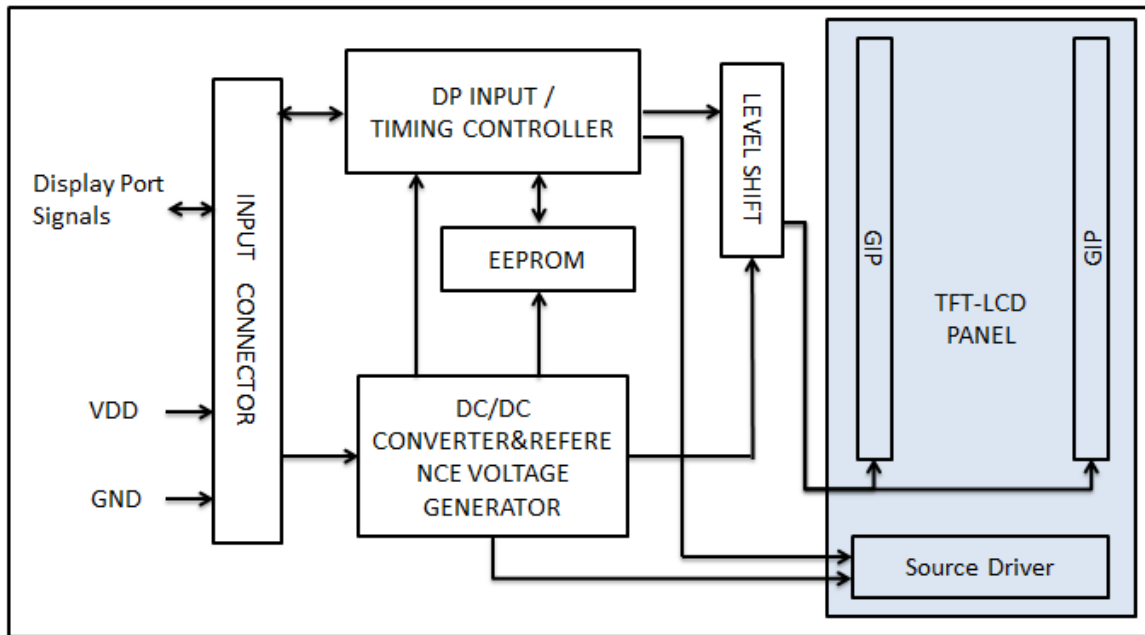 Display Port
Signals
VDD
GND
INPUT CONNECTOR
DP INPUT /
TIMING CONTROLLER
EEPROM
DC/DC
CONVERTER&REFERE
NCE VOLTAGE
GENERATOR
LEVEL SHIFT
GIP
GIP
TFT-LCD
PANEL
Source Driver